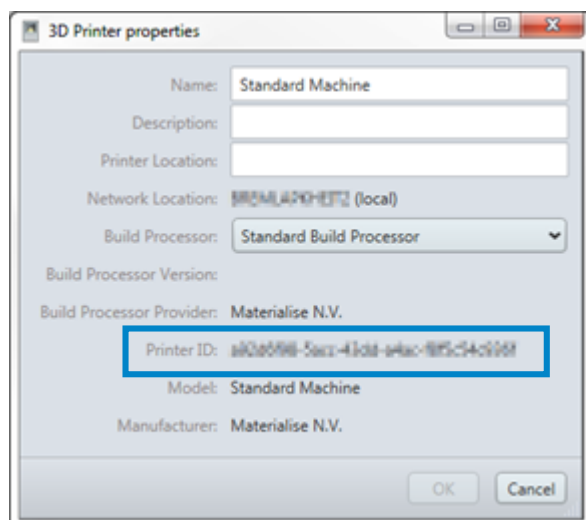 3D Printer properties
Name: Standard Machine
Description:
Printer Location:
Network Location: (local)
Build Processor: Standard Build Processor
Build Processor Version:
Build Processor Provider: Materialise N.V.
Printer ID:
Model: Standard Machine
Manufacturer: Materialise N.V.
OK Cancel